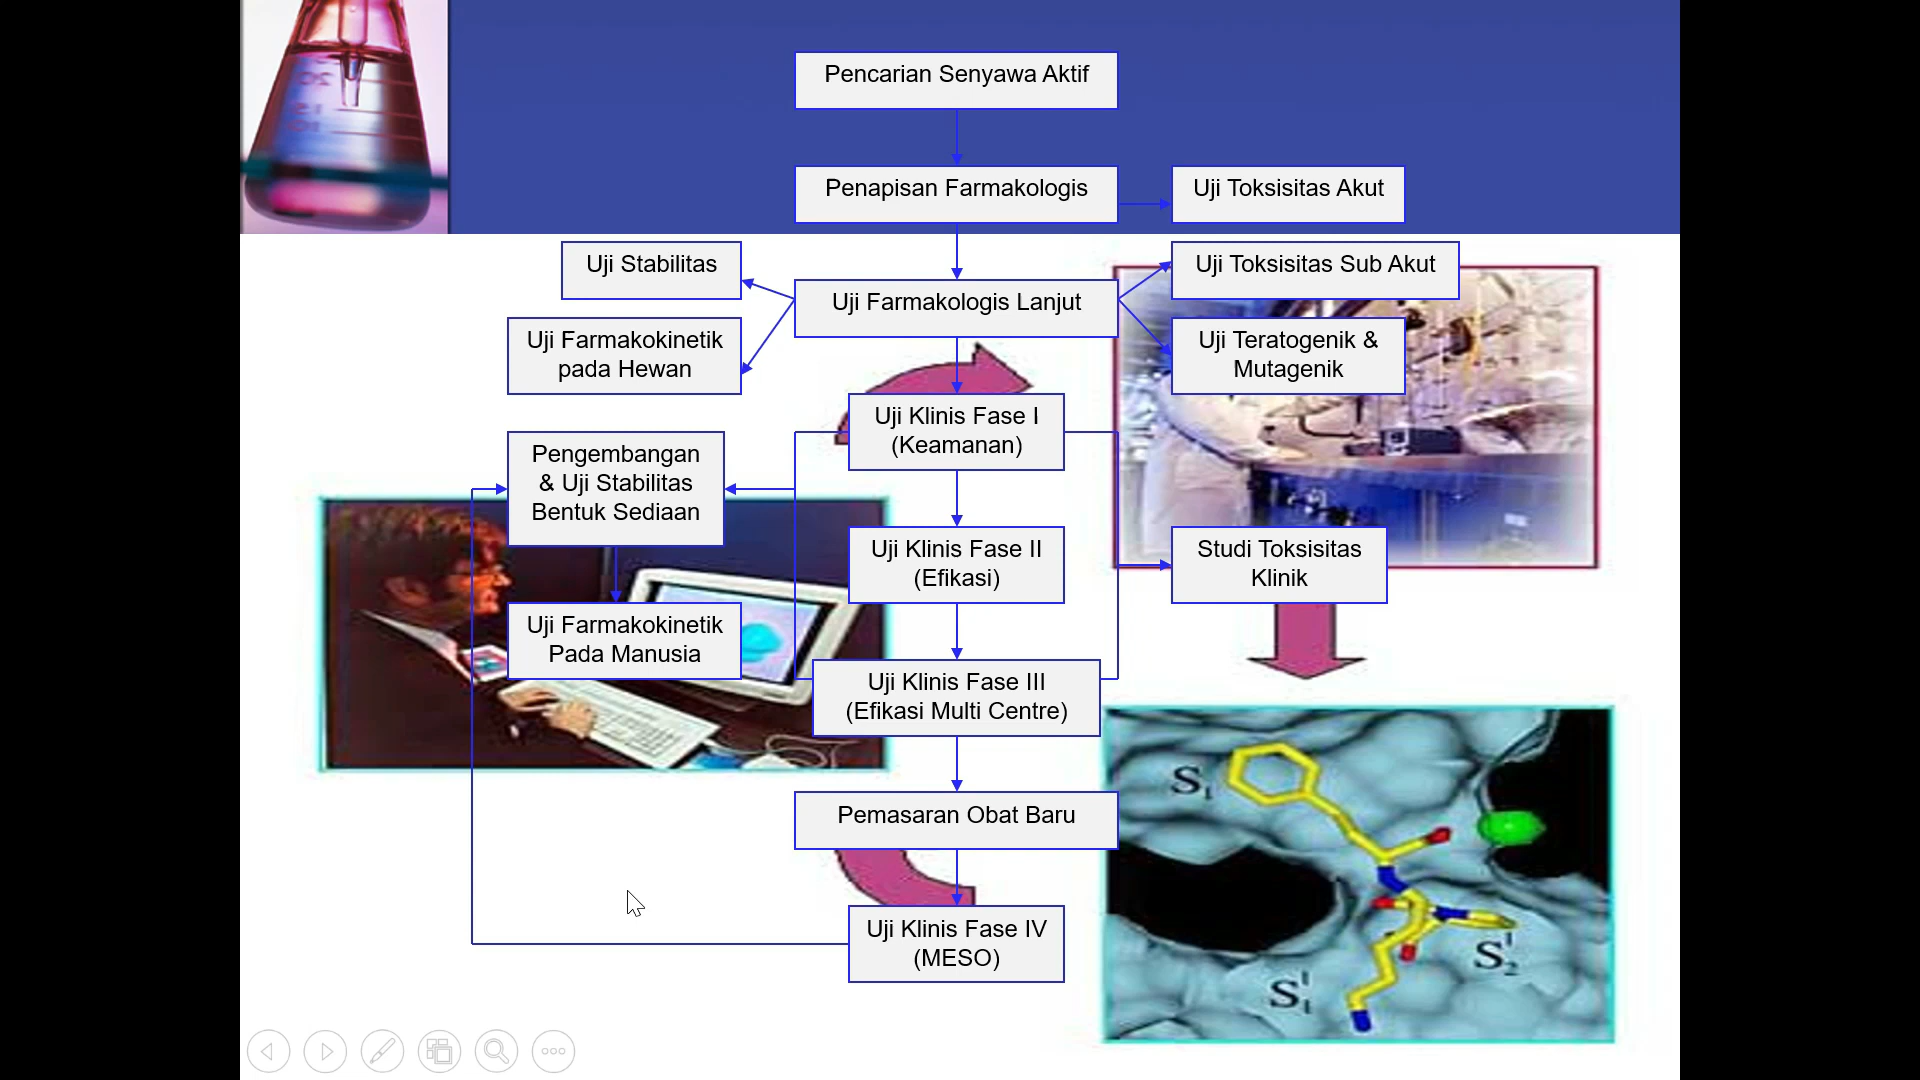 Pencarian Senyawa Aktif
Penapisan Farmakologis
Uji Toksisitas Akut
Uji Stabilitas
Uji Farmakologis Lanjut
Uji Toksisitas Sub Akut
Uji Farmakokinetik
pada Hewan
Uji Teratogenik &
Mutagenik
Uji Klinis Fase I
(Keamanan)
Pengembangan
& Uji Stabilitas
Bentuk Sediaan
Uji Klinis Fase II
(Efikasi)
Studi Toksisitas
Klinik
Uji Farmakokinetik
Pada Manusia
Uji Klinis Fase III
(Efikasi Multi Centre)
Pemasaran Obat Baru
Uji Klinis Fase IV
(MESO)
S1
S2
S1